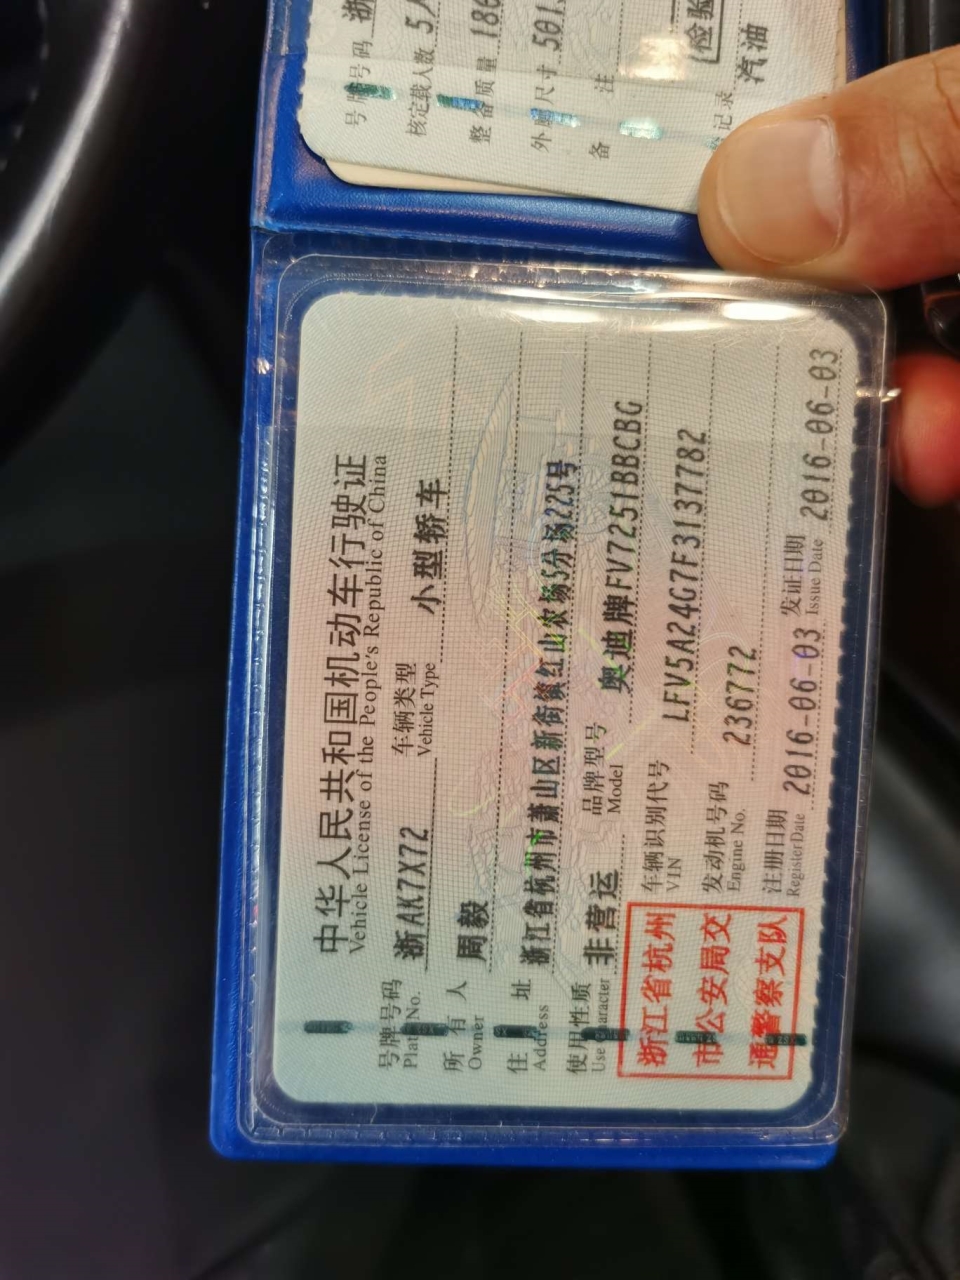 中华人民共和国机动车行驶证
Vehicle License of the People's Republic of China
号牌号码 浙AK7X72 车辆类型 小型轿车
Plate No. Vehicle Type
所有人 周毅
Owner
住址 浙江省杭州市萧山区新街镇红山农场5分场225号
Address
使用性质 非营运 品牌型号 奥迪牌FV7251BBCBG
Use Character Model
浙江省杭州
市公安局交
通警察支队
车辆识别代号 LFV5A24G7F3137782
VIN
发动机号码 236772
Engine No.
注册日期 2016-06-03 发证日期 2016-06-03
Register Date Issue Date
号牌号码 浙
核定载人数 5人
整备质量 186
外廓尺寸 501
备注
记录 汽油
检验